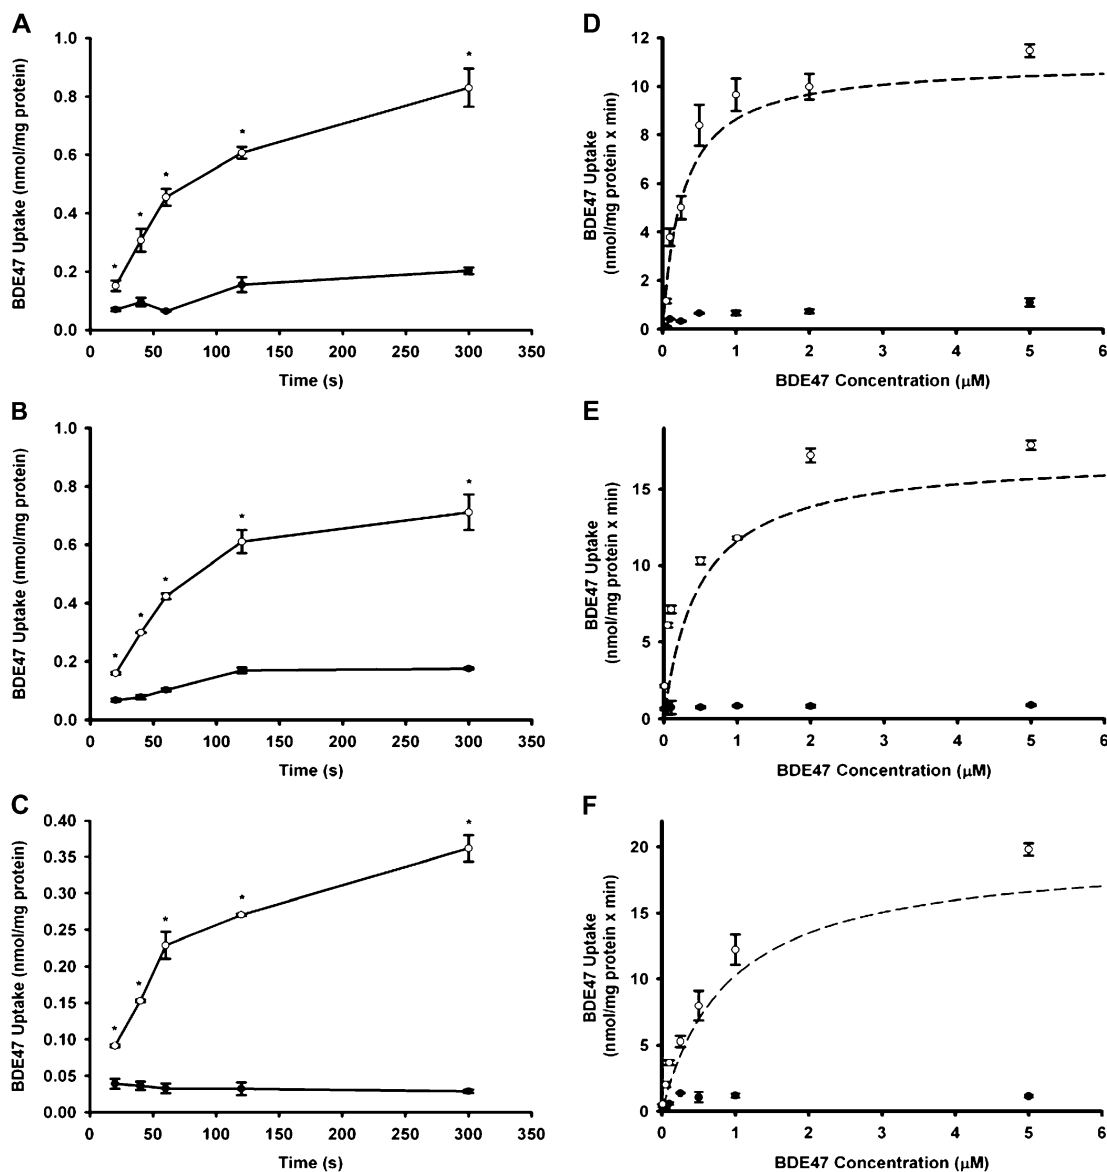 A
BDE47 Uptake (nmol/mg protein)
1.0
0.8
0.6
0.4
0.2
0.0
* * * * *
0 50 100 150 200 250 300 350
Time (s)
D
BDE47 Uptake
(nmol/mg protein x min)
12
10
8
6
4
2
0
0 1 2 3 4 5 6
BDE47 Concentration (μM)
B
BDE47 Uptake (nmol/mg protein)
1.0
0.8
0.6
0.4
0.2
0.0
* * * * *
0 50 100 150 200 250 300 350
Time (s)
E
BDE47 Uptake
(nmol/mg protein x min)
15
10
5
0
0 1 2 3 4 5 6
BDE47 Concentration (μM)
C
BDE47 Uptake (nmol/mg protein)
0.40
0.35
0.30
0.25
0.20
0.15
0.10
0.05
0.00
* * * * *
0 50 100 150 200 250 300 350
Time (s)
F
BDE47 Uptake
(nmol/mg protein x min)
20
15
10
5
0
0 1 2 3 4 5 6
BDE47 Concentration (μM)